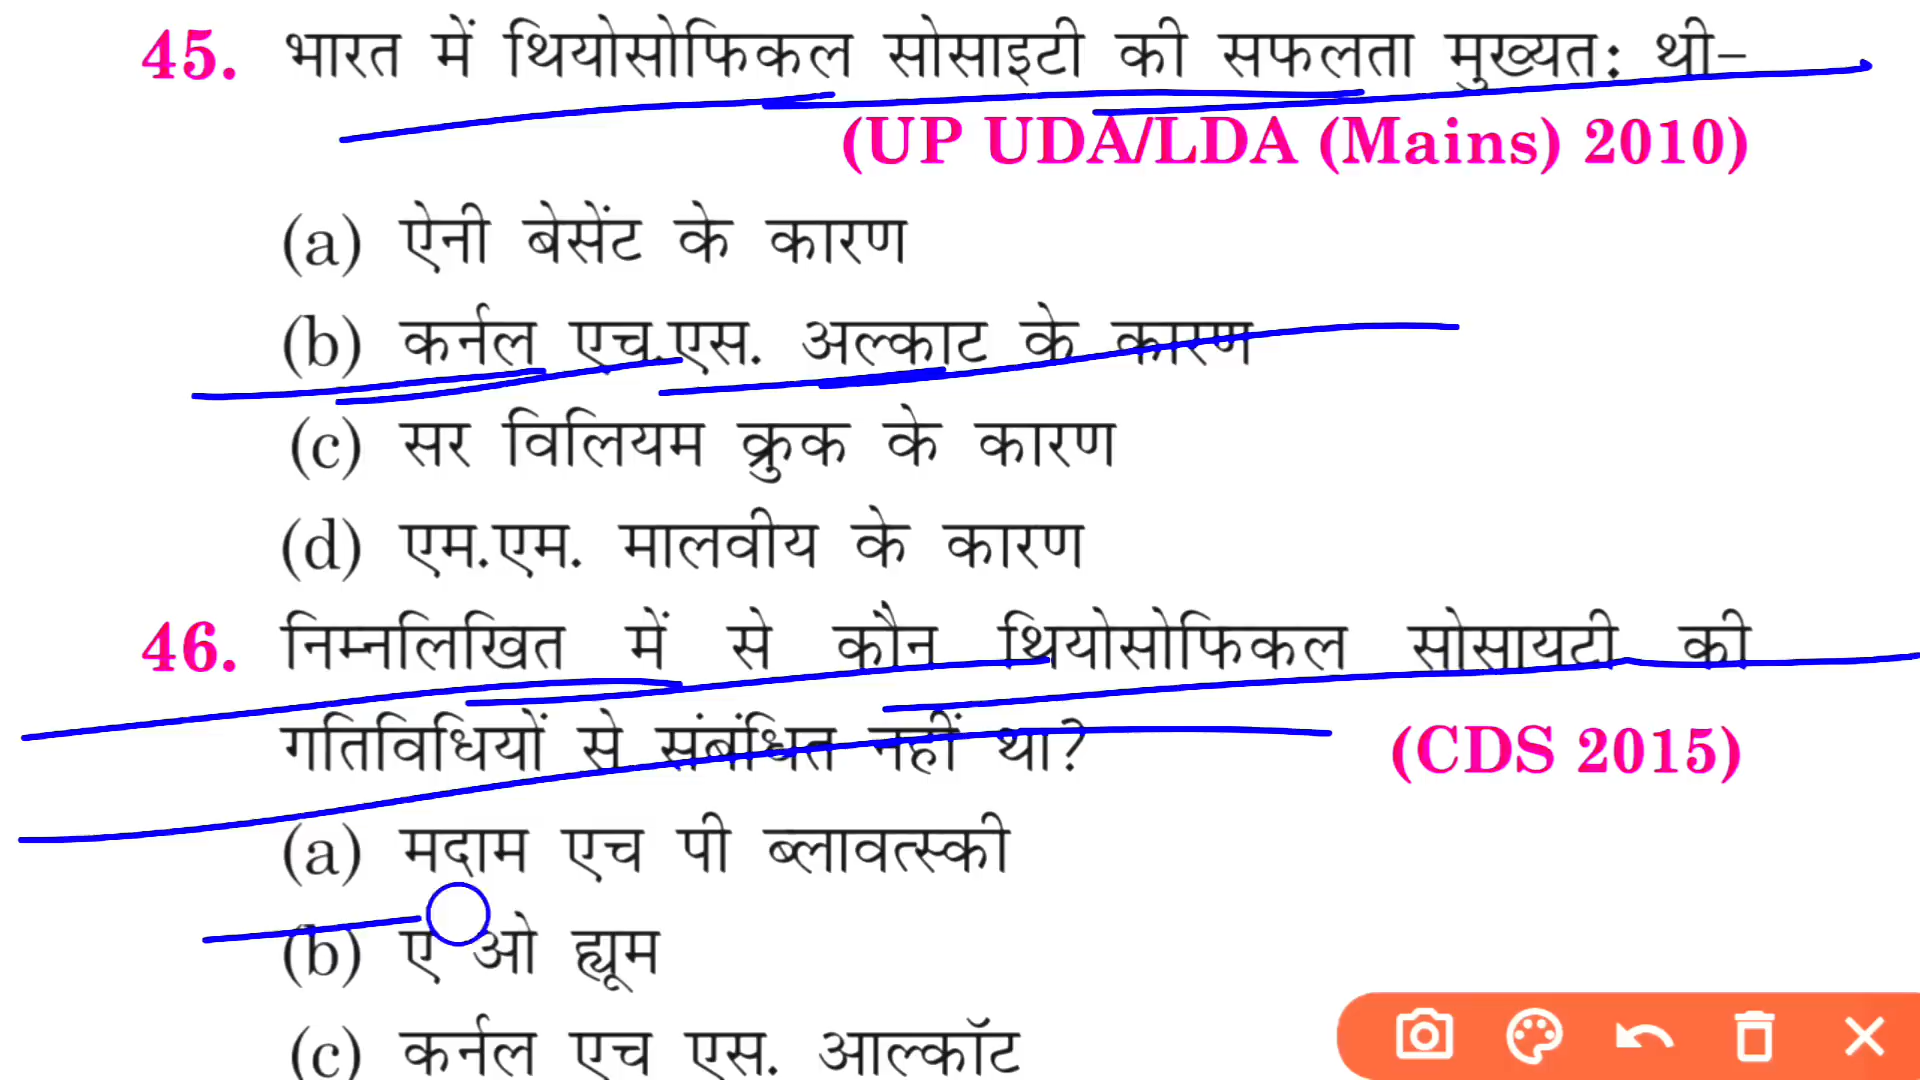 45. भारत में थियोसोफिकल सोसाइटी की सफलता मुख्यतः थी–
(UP UDA/LDA (Mains) 2010)
(a) ऐनी बेसेंट के कारण
(b) कर्नल एच.एस. अल्काट के कारण
(c) सर विलियम क्रुक के कारण
(d) एम.एम. मालवीय के कारण
46. निम्नलिखित में से कौन थियोसोफिकल सोसायटी की
गतिविधियों से संबंधित नहीं था? (CDS 2015)
(a) मदाम एच पी ब्लावत्स्की
(b) ए ओ ह्यूम
(c) कर्नल एच एस. आल्कॉट